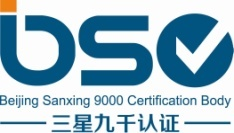 bsc
Beijing Sanxing 9000 Certification Body
三星九千认证